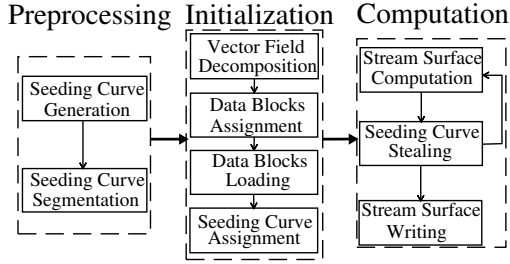 Preprocessing
Seeding Curve
Generation
Seeding Curve
Segmentation
Initialization
Vector Field
Decomposition
Data Blocks
Assignment
Data Blocks
Loading
Seeding Curve
Assignment
Computation
Stream Surface
Computation
Seeding Curve
Stealing
Stream Surface
Writing